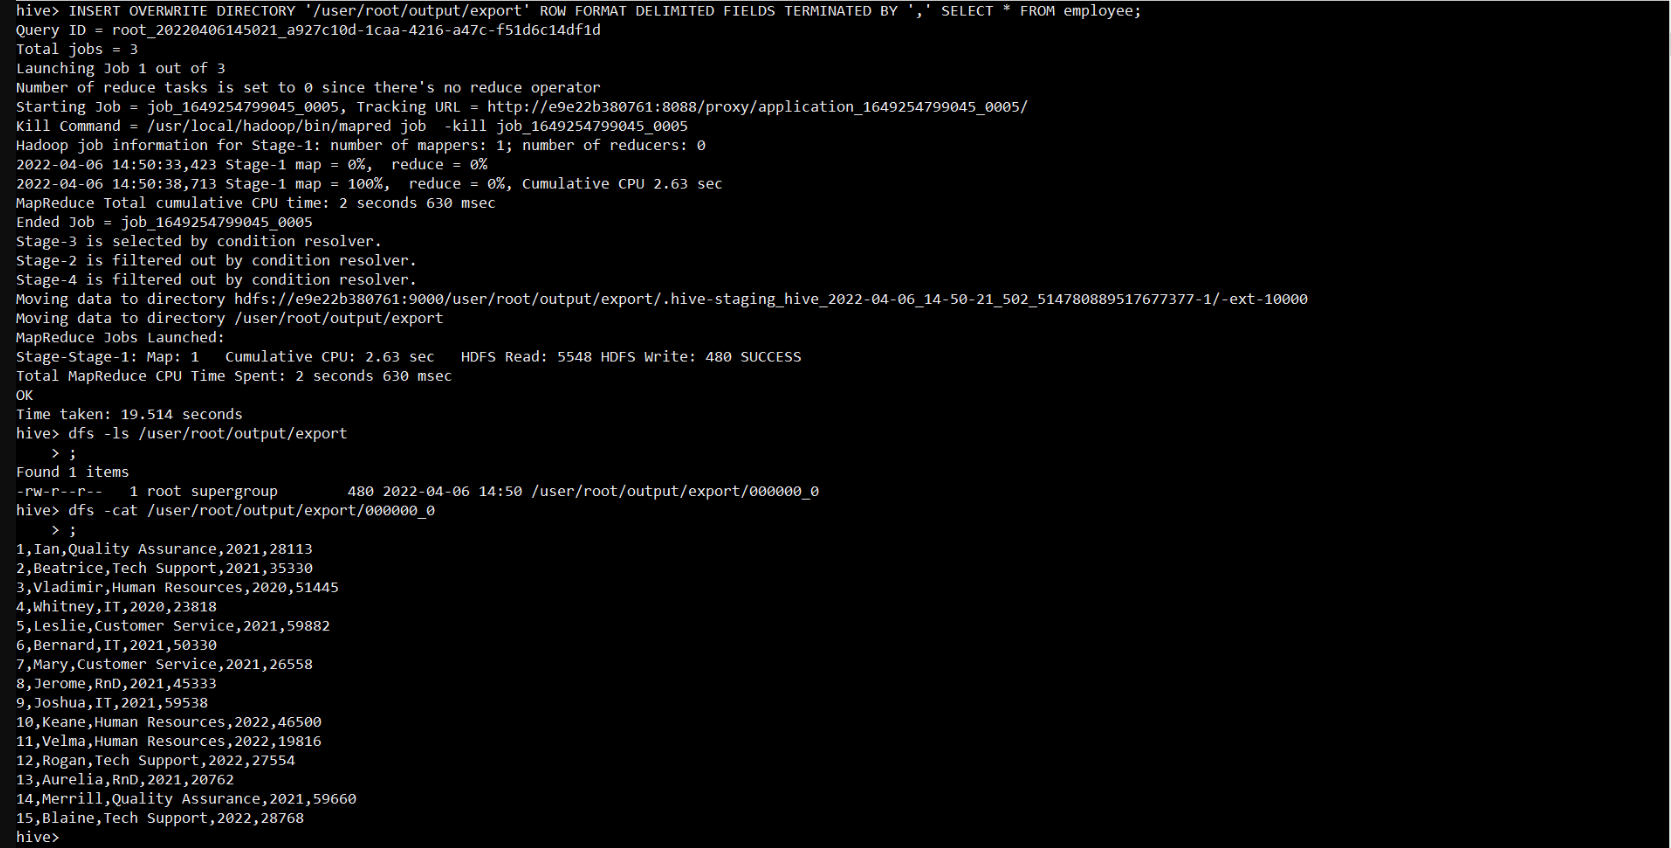 hive> INSERT OVERWRITE DIRECTORY '/user/root/output/export' ROW FORMAT DELIMITED FIELDS TERMINATED BY ',' SELECT * FROM employee;
Query ID = root_20220406145021_a927c10d-1caa-4216-a47c-f51d6c14df1d
Total jobs = 3
Launching Job 1 out of 3
Number of reduce tasks is set to 0 since there's no reduce operator
Starting Job = job_1649254799045_0005, Tracking URL = http://e9e22b380761:8088/proxy/application_1649254799045_0005/
Kill Command = /usr/local/hadoop/bin/mapred job  -kill job_1649254799045_0005
Hadoop job information for Stage-1: number of mappers: 1; number of reducers: 0
2022-04-06 14:50:33,423 Stage-1 map = 0%,  reduce = 0%
2022-04-06 14:50:38,713 Stage-1 map = 100%,  reduce = 0%, Cumulative CPU 2.63 sec
MapReduce Total cumulative CPU time: 2 seconds 630 msec
Ended Job = job_1649254799045_0005
Stage-3 is selected by condition resolver.
Stage-2 is filtered out by condition resolver.
Stage-4 is filtered out by condition resolver.
Moving data to directory hdfs://e9e22b380761:9000/user/root/output/export/.hive-staging_hive_2022-04-06_14-50-21_502_514780889517677377-1/-ext-10000
Moving data to directory /user/root/output/export
MapReduce Jobs Launched:
Stage-Stage-1: Map: 1   Cumulative CPU: 2.63 sec   HDFS Read: 5548 HDFS Write: 480 SUCCESS
Total MapReduce CPU Time Spent: 2 seconds 630 msec
OK
Time taken: 19.514 seconds
hive> dfs -ls /user/root/output/export
    > ;
Found 1 items
-rw-r--r--   1 root supergroup        480 2022-04-06 14:50 /user/root/output/export/000000_0
hive> dfs -cat /user/root/output/export/000000_0
    > ;
1,Ian,Quality Assurance,2021,28113
2,Beatrice,Tech Support,2021,35330
3,Vladimir,Human Resources,2020,51445
4,Whitney,IT,2020,23818
5,Leslie,Customer Service,2021,59882
6,Bernard,IT,2021,50330
7,Mary,Customer Service,2021,26558
8,Jerome,RnD,2021,45333
9,Joshua,IT,2021,59538
10,Keane,Human Resources,2022,46500
11,Velma,Human Resources,2022,19816
12,Rogan,Tech Support,2022,27554
13,Aurelia,RnD,2021,20762
14,Merrill,Quality Assurance,2021,59660
15,Blaine,Tech Support,2022,28768
hive>